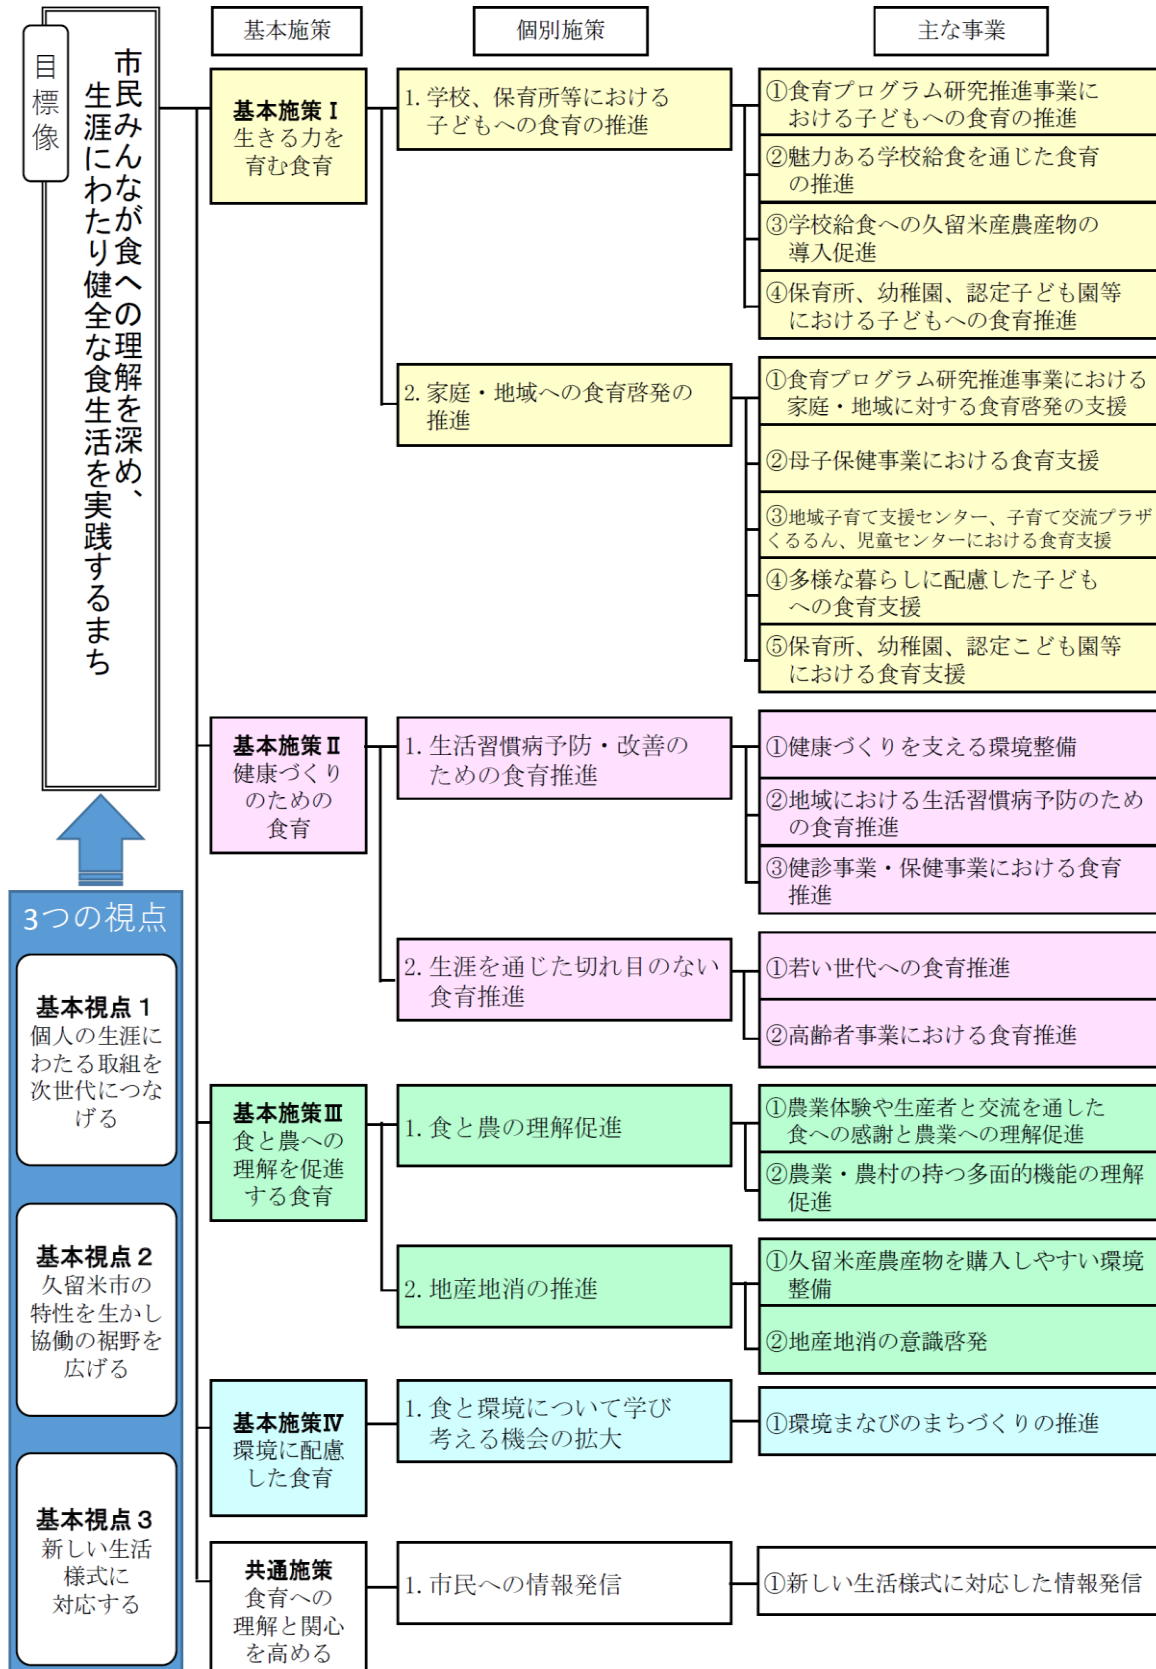 目標像
市民みんなが食への理解を深め、
生涯にわたり健全な食生活を実践するまち
3つの視点
基本視点１
個人の生涯に
わたる取組を
次世代につな
げる
基本視点２
久留米市の
特性を生かし
協働の裾野を
広げる
基本視点３
新しい生活
様式に
対応する
基本施策
個別施策
主な事業
基本施策Ⅰ
生きる力を
育む食育
1. 学校、保育所等における
子どもへの食育の推進
①食育プログラム研究推進事業に
おける子どもへの食育の推進
②魅力ある学校給食を通じた食育
の推進
③学校給食への久留米産農産物の
導入促進
④保育所、幼稚園、認定子ども園等
における子どもへの食育推進
2. 家庭・地域への食育啓発の
推進
①食育プログラム研究推進事業における
家庭・地域に対する食育啓発の支援
②母子保健事業における食育支援
③地域子育て支援センター、子育て交流プラザ
くるるん、児童センターにおける食育支援
④多様な暮らしに配慮した子ども
への食育支援
⑤保育所、幼稚園、認定こども園等
における食育支援
基本施策Ⅱ
健康づくり
のための
食育
1. 生活習慣病予防・改善の
ための食育推進
①健康づくりを支える環境整備
②地域における生活習慣病予防のため
の食育推進
③健診事業・保健事業における食育
推進
2. 生涯を通じた切れ目のない
食育推進
①若い世代への食育推進
②高齢者事業における食育推進
基本施策Ⅲ
食と農への
理解を促進
する食育
1. 食と農の理解促進
①農業体験や生産者と交流を通した
食への感謝と農業への理解促進
②農業・農村の持つ多面的機能の理解
促進
2. 地産地消の推進
①久留米産農産物を購入しやすい環境
整備
②地産地消の意識啓発
基本施策Ⅳ
環境に配慮
した食育
1. 食と環境について学び
考える機会の拡大
①環境まなびのまちづくりの推進
共通施策
食育への
理解と関心
を高める
1. 市民への情報発信
①新しい生活様式に対応した情報発信